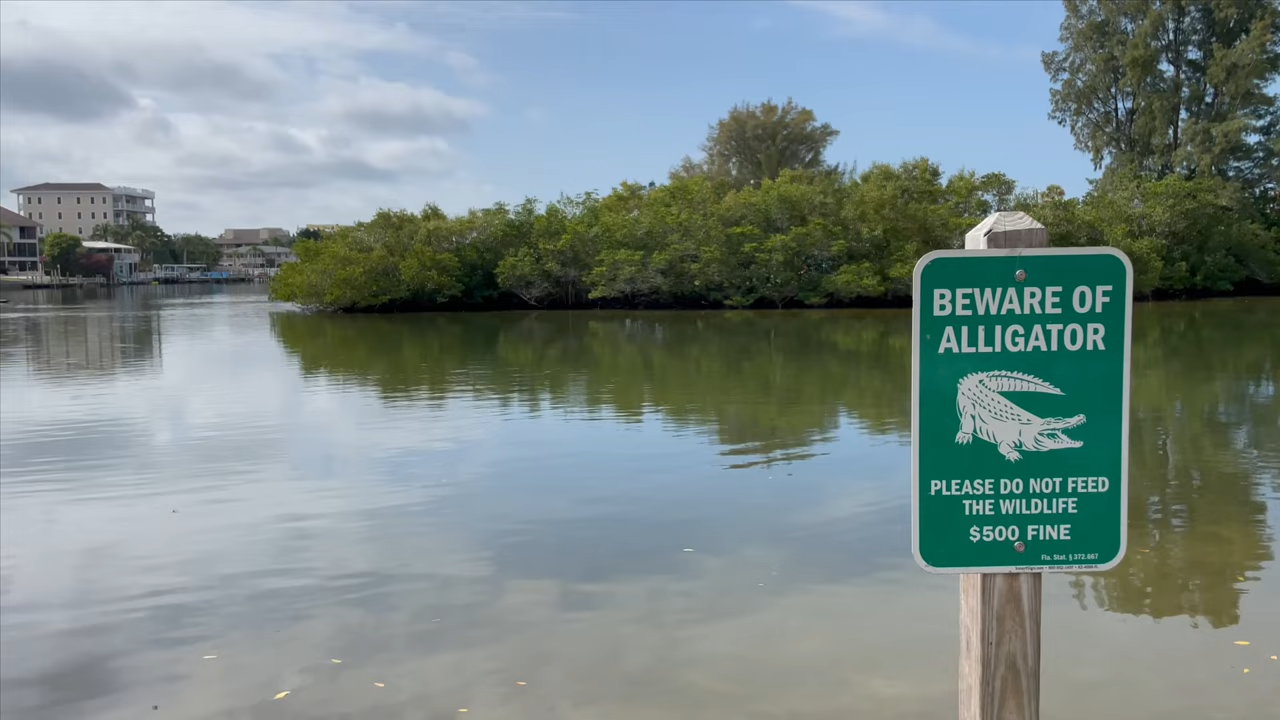 BEWARE OF
ALLIGATOR
PLEASE DO NOT FEED
THE WILDLIFE
$500 FINE
Fla. Stat. § 372.667